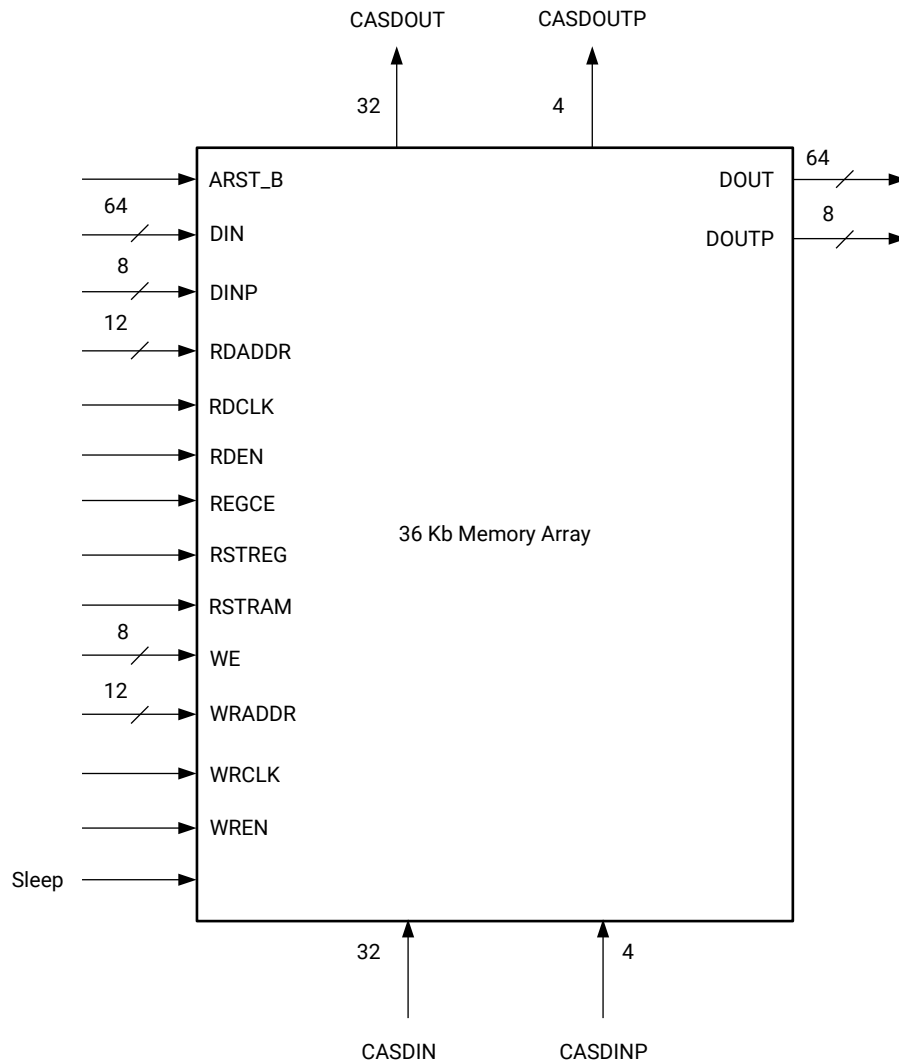 CASDOUT CASDOUTP
32 4
ARST_B DOUT 64
64 DIN DOUTP 8
8 DINP
12 RDADDR
RDCLK
RDEN
REGCE
36 Kb Memory Array
RSTREG
RSTRAM
8 WE
12 WRADDR
WRCLK
WREN
Sleep
32 4
CASDIN CASDINP